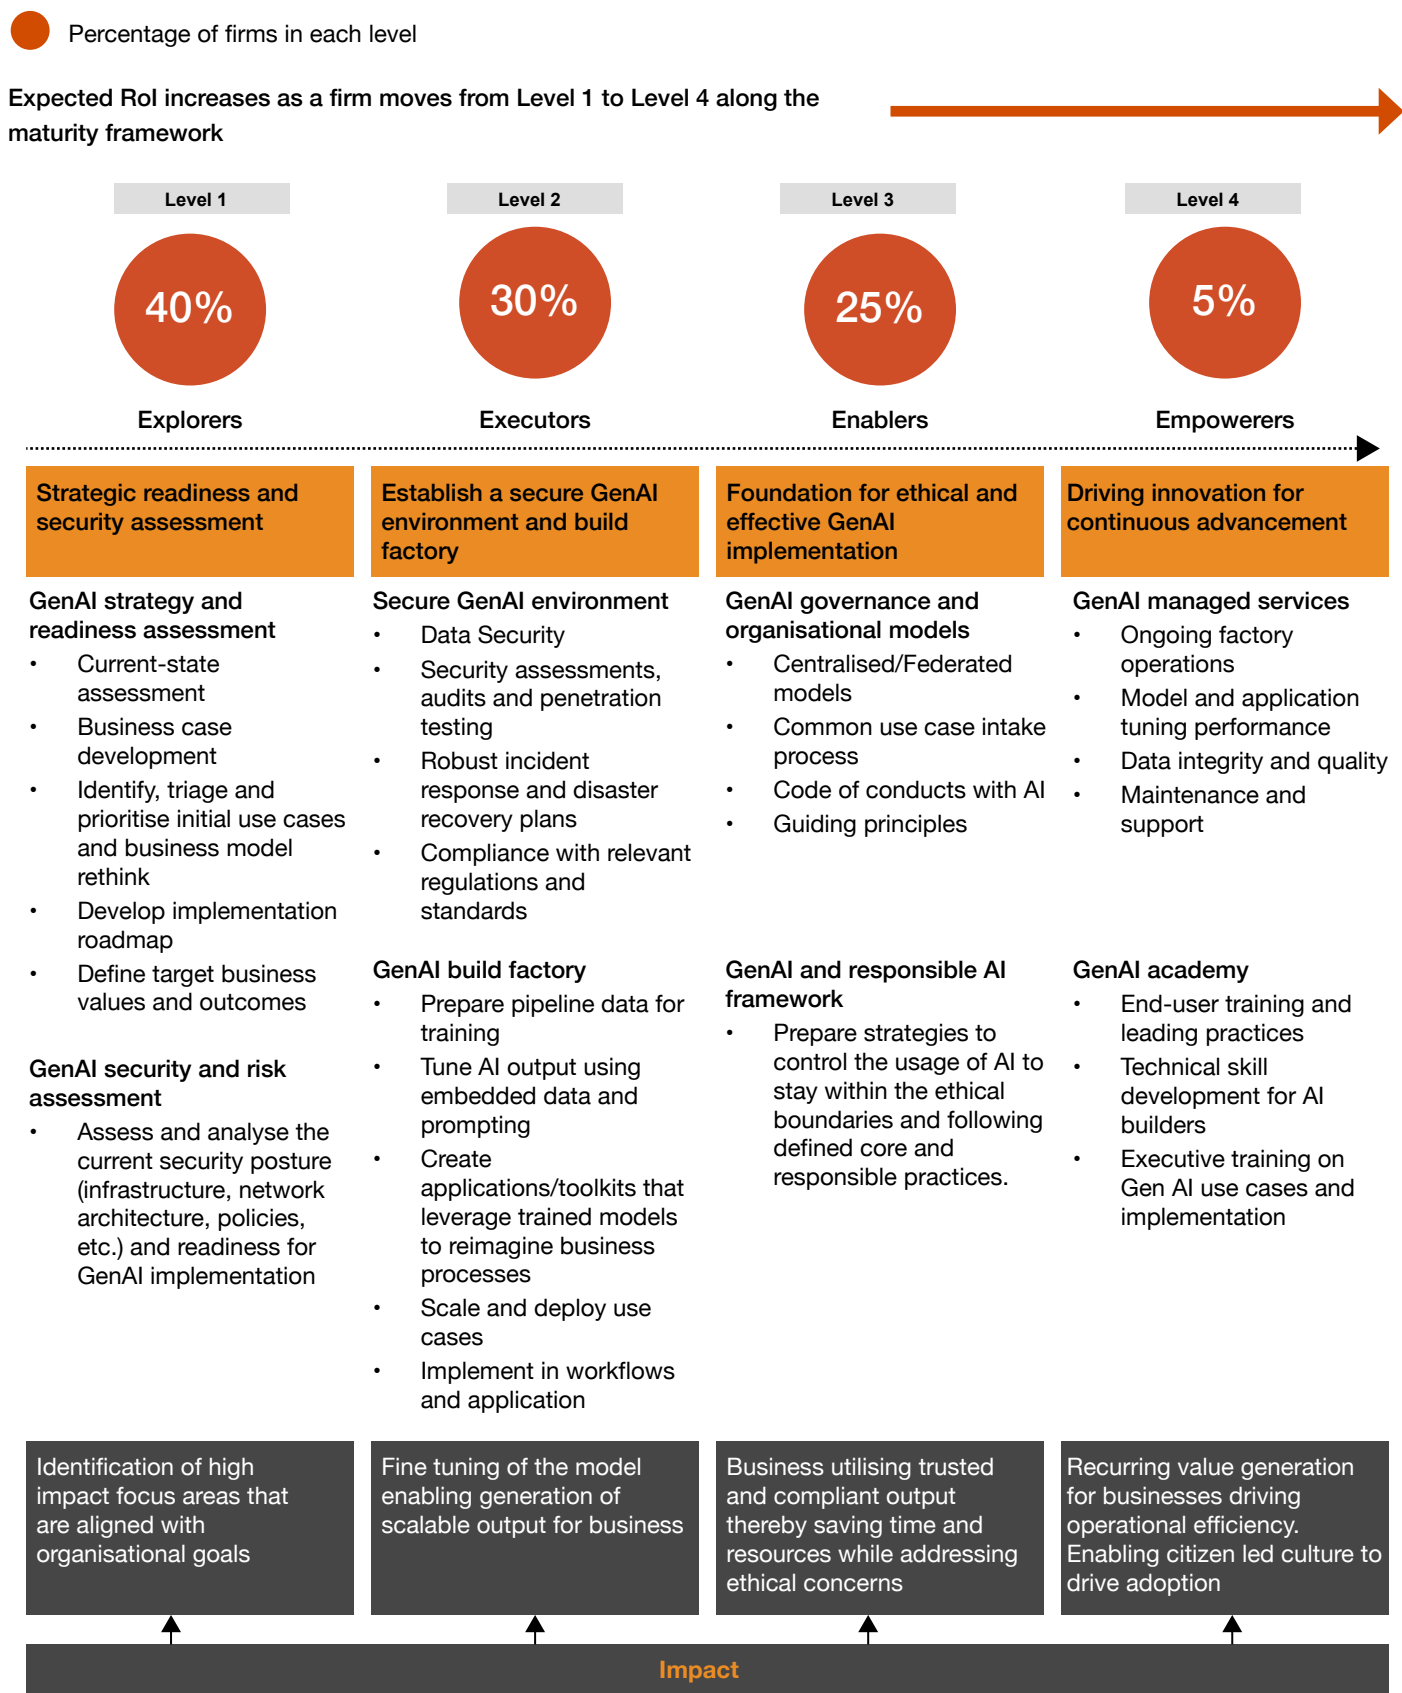 Percentage of firms in each level
Expected RoI increases as a firm moves from Level 1 to Level 4 along the
maturity framework
Level 1
40%
Explorers
Level 2
30%
Executors
Level 3
25%
Enablers
Level 4
5%
Empowerers
Strategic readiness and
security assessment
GenAI strategy and
readiness assessment
• Current-state
assessment
• Business case
development
• Identify, triage and
prioritise initial use cases
and business model
rethink
• Develop implementation
roadmap
• Define target business
values and outcomes
GenAI security and risk
assessment
• Assess and analyse the
current security posture
(infrastructure, network
architecture, policies,
etc.) and readiness for
GenAI implementation
Identification of high
impact focus areas that
are aligned with
organisational goals
Establish a secure GenAI
environment and build
factory
Secure GenAI environment
• Data Security
• Security assessments,
audits and penetration
testing
• Robust incident
response and disaster
recovery plans
• Compliance with relevant
regulations and
standards
GenAI build factory
• Prepare pipeline data for
training
• Tune AI output using
embedded data and
prompting
• Create
applications/toolkits that
leverage trained models
to reimagine business
processes
• Scale and deploy use
cases
• Implement in workflows
and application
Fine tuning of the model
enabling generation of
scalable output for business
Foundation for ethical and
effective GenAI
implementation
GenAI governance and
organisational models
• Centralised/Federated
models
• Common use case intake
process
• Code of conducts with AI
• Guiding principles
GenAI and responsible AI
framework
• Prepare strategies to
control the usage of AI to
stay within the ethical
boundaries and following
defined core and
responsible practices.
Business utilising trusted
and compliant output
thereby saving time and
resources while addressing
ethical concerns
Driving innovation for
continuous advancement
GenAI managed services
• Ongoing factory
operations
• Model and application
tuning performance
• Data integrity and quality
• Maintenance and
support
GenAI academy
• End-user training and
leading practices
• Technical skill
development for AI
builders
• Executive training on
Gen AI use cases and
implementation
Recurring value generation
for businesses driving
operational efficiency.
Enabling citizen led culture to
drive adoption
Impact